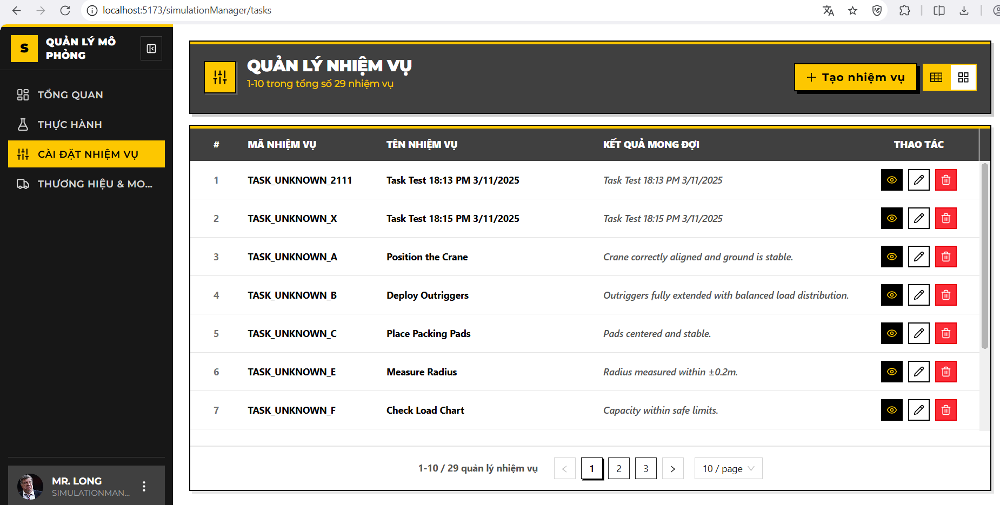 localhost:5173/simulationManager/tasks
S
QUẢN LÝ MÔ
PHỎNG
TỔNG QUAN
THỰC HÀNH
CÀI ĐẶT NHIỆM VỤ
THƯƠNG HIỆU & MO...
MR. LONG
SIMULATIONMAN...
QUẢN LÝ NHIỆM VỤ
1-10 trong tổng số 29 nhiệm vụ
+ Tạo nhiệm vụ
# MÃ NHIỆM VỤ TÊN NHIỆM VỤ KẾT QUẢ MONG ĐỢI THAO TÁC
1 TASK_UNKNOWN_2111 Task Test 18:13 PM 3/11/2025 Task Test 18:13 PM 3/11/2025
2 TASK_UNKNOWN_X Task Test 18:15 PM 3/11/2025 Task Test 18:15 PM 3/11/2025
3 TASK_UNKNOWN_A Position the Crane Crane correctly aligned and ground is stable.
4 TASK_UNKNOWN_B Deploy Outriggers Outriggers fully extended with balanced load distribution.
5 TASK_UNKNOWN_C Place Packing Pads Pads centered and stable.
6 TASK_UNKNOWN_E Measure Radius Radius measured within ±0.2m.
7 TASK_UNKNOWN_F Check Load Chart Capacity within safe limits.
1-10 / 29 quản lý nhiệm vụ < 1 2 3 > 10 / page